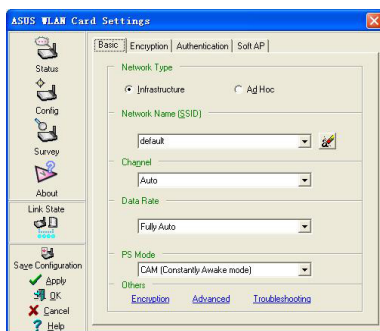 ASUS WLAN Card Settings
Status
Config
Survey
About
Link State
Save Configuration
Apply
OK
Cancel
Help
Basic
Encryption
Authentication
Soft AP
Network Type
Infrastructure
Ad Hoc
Network Name (SSID)
default
Channel
Auto
Data Rate
Fully Auto
PS Mode
CAM (Constantly Awake mode)
Others
Encryption
Advanced
Troubleshooting